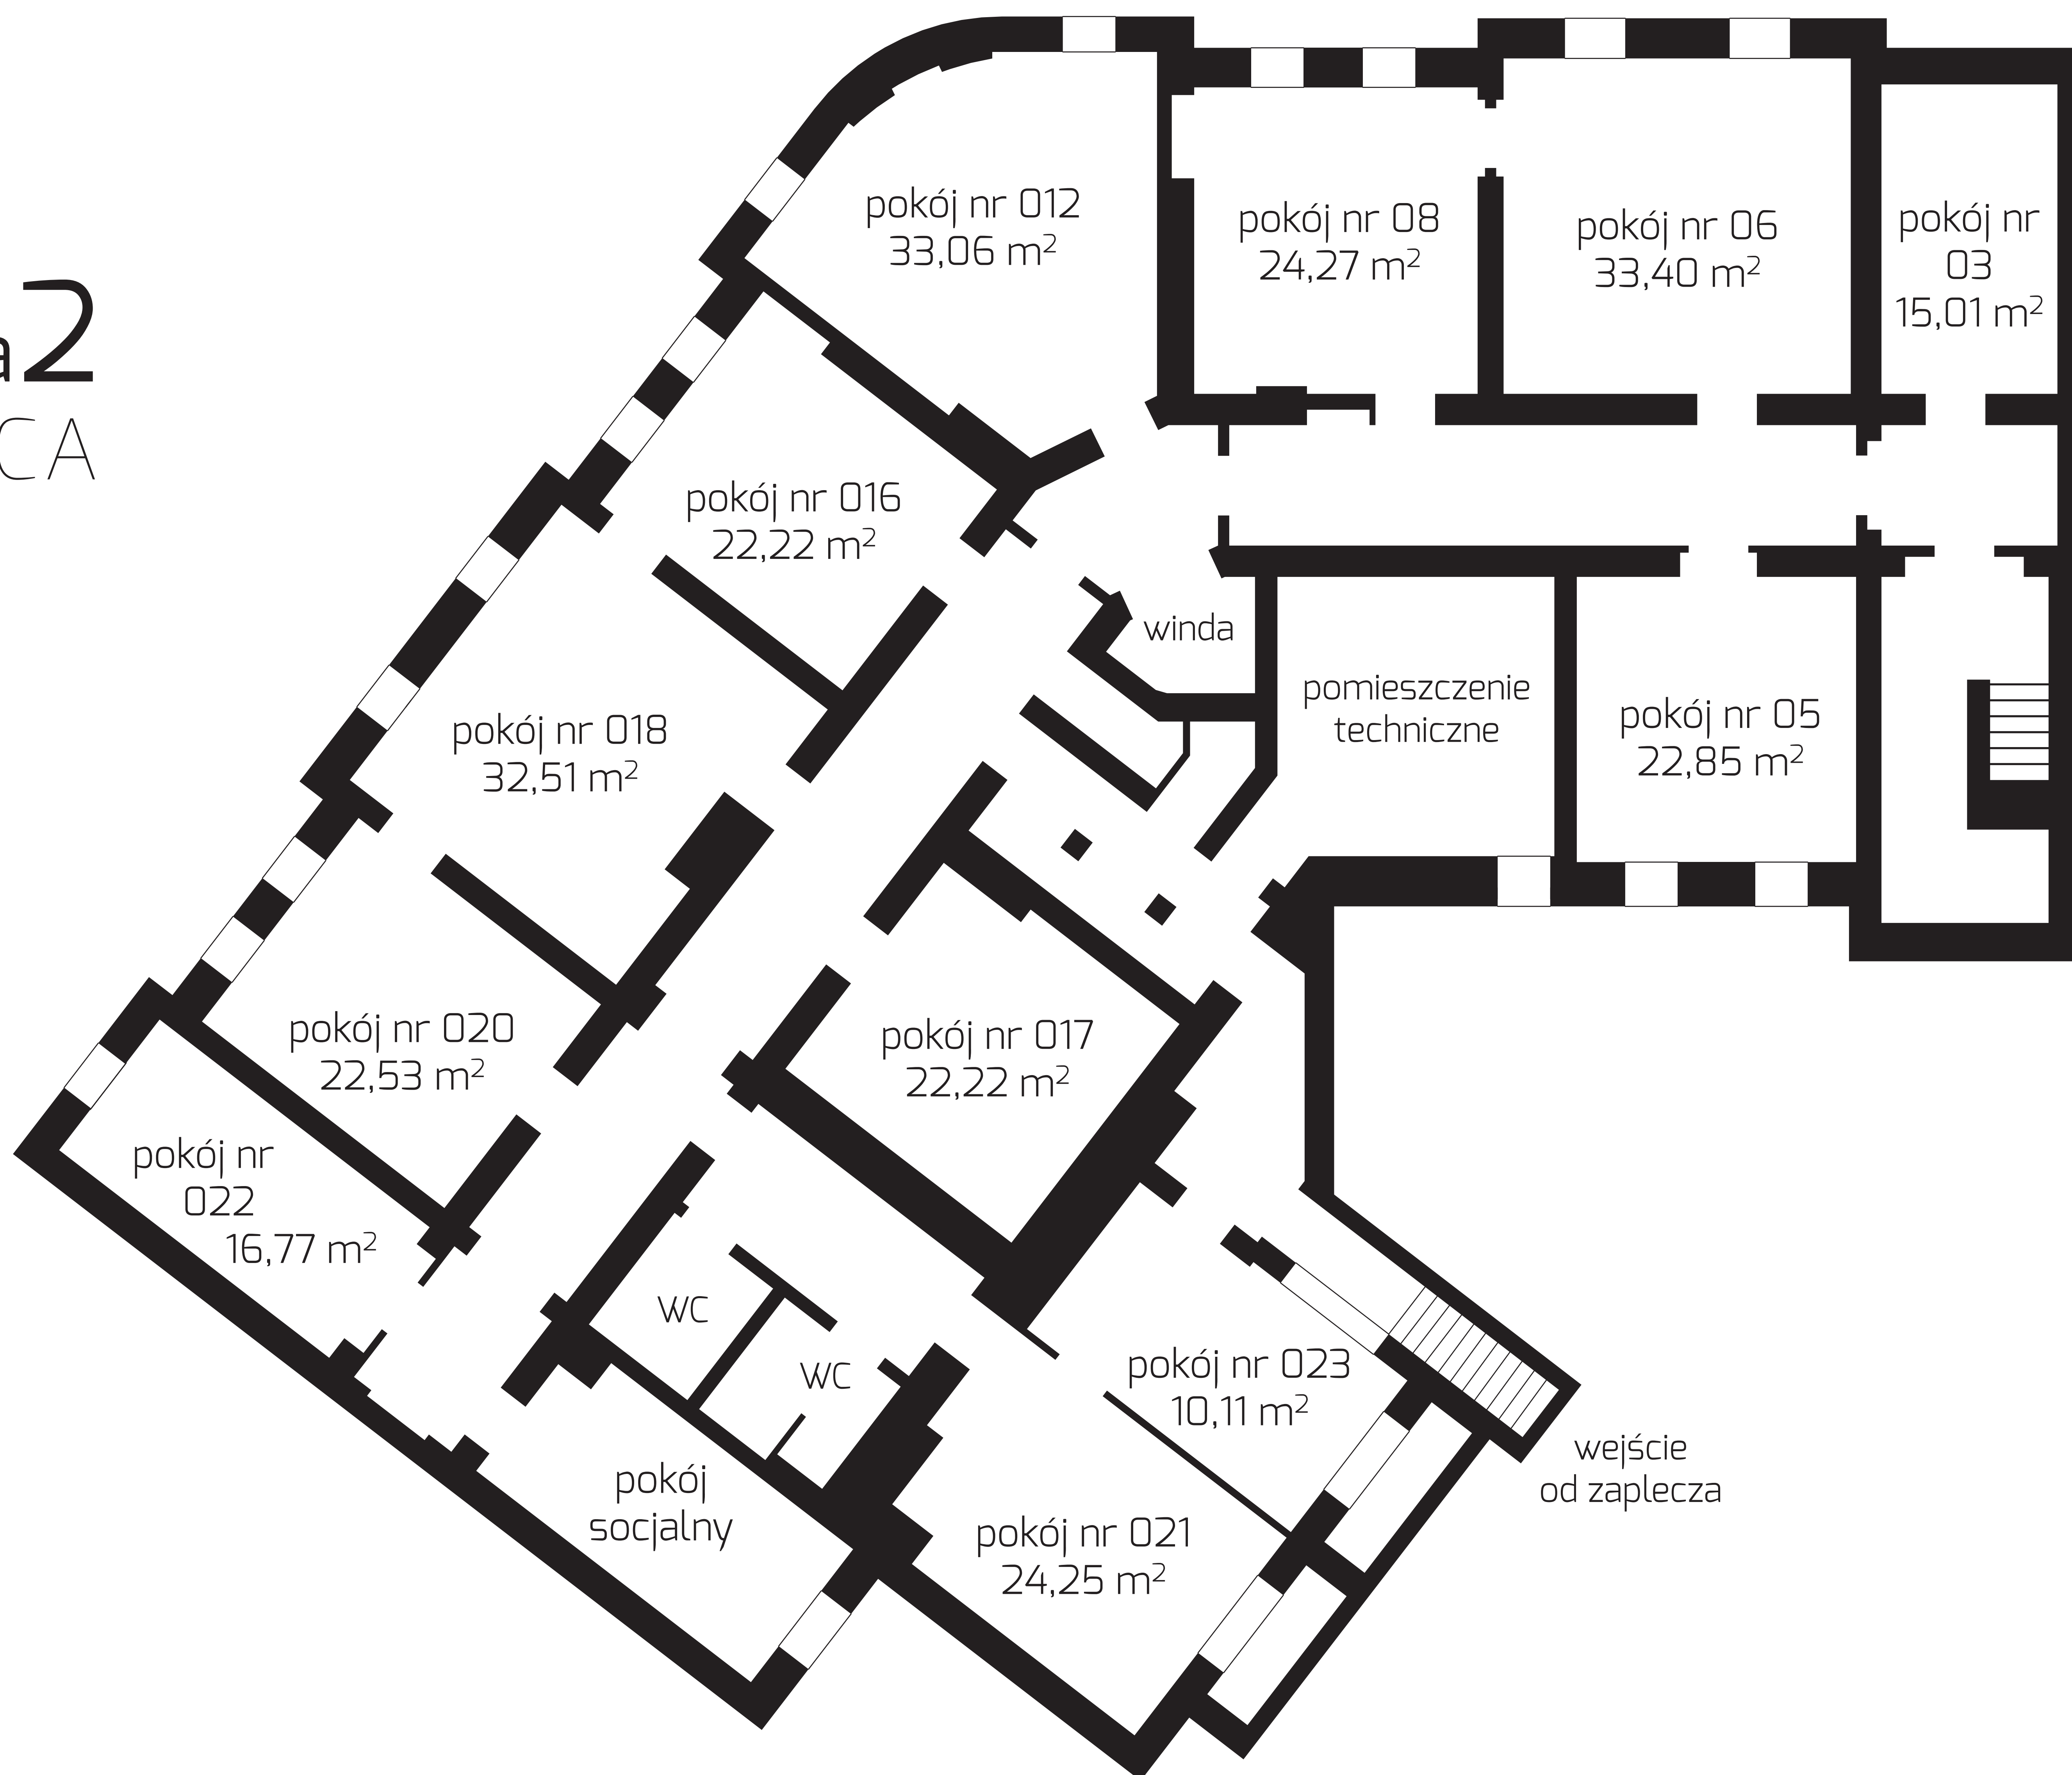 a2
CA
pokój nr 012
33,06 m²
pokój nr 08
24,27 m²
pokój nr 06
33,40 m²
pokój nr
03
15,01 m²
pokój nr 016
22,22 m²
winda
pomieszczenie
techniczne
pokój nr 05
22,85 m²
pokój nr 018
32,51 m²
pokój nr 020
22,53 m²
pokój nr 017
22,22 m²
pokój nr
022
16,77 m²
WC
WC
pokój nr 023
10,11 m²
wejście
od zaplecza
pokój
socjalny
pokój nr 021
24,25 m²